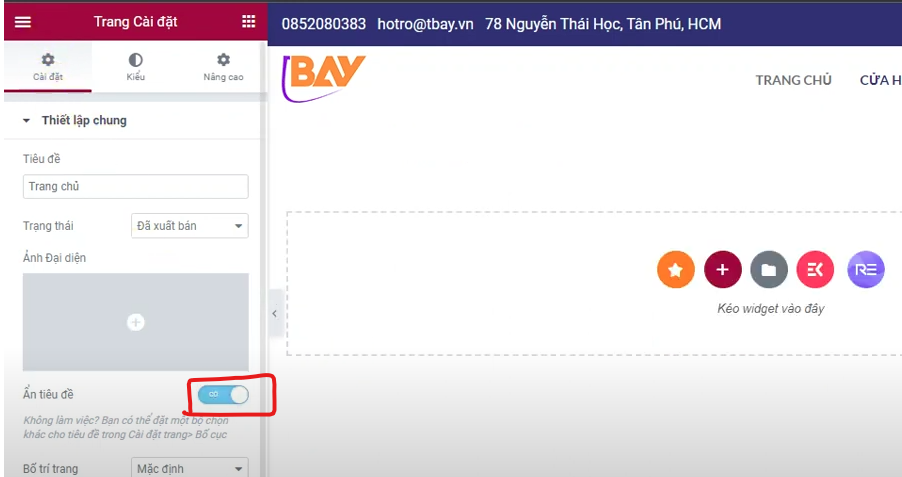 Trang Cài đặt
0852080383 hotro@tbay.vn 78 Nguyễn Thái Học, Tân Phú, HCM
Cài đặt Kiểu Nâng cao
BAY
TRANG CHỦ CỬA H
Thiết lập chung
Tiêu đề
Trang chủ
Trạng thái Đã xuất bán
Ảnh Đại diện
Kéo widget vào đây
Ẩn tiêu đề CÓ
Không làm việc? Bạn có thể đặt một bộ chọn
khác cho tiêu đề trong Cài đặt trang> Bố cục
Bố trí trang Mặc định